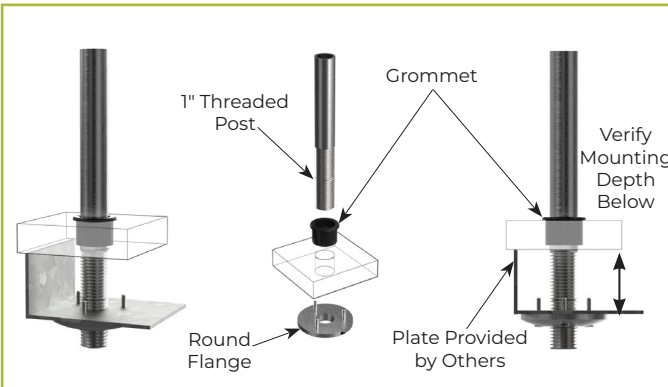 Grommet
1" Threaded
Post
Verify
Mounting
Depth
Below
Round
Flange
Plate Provided
by Others